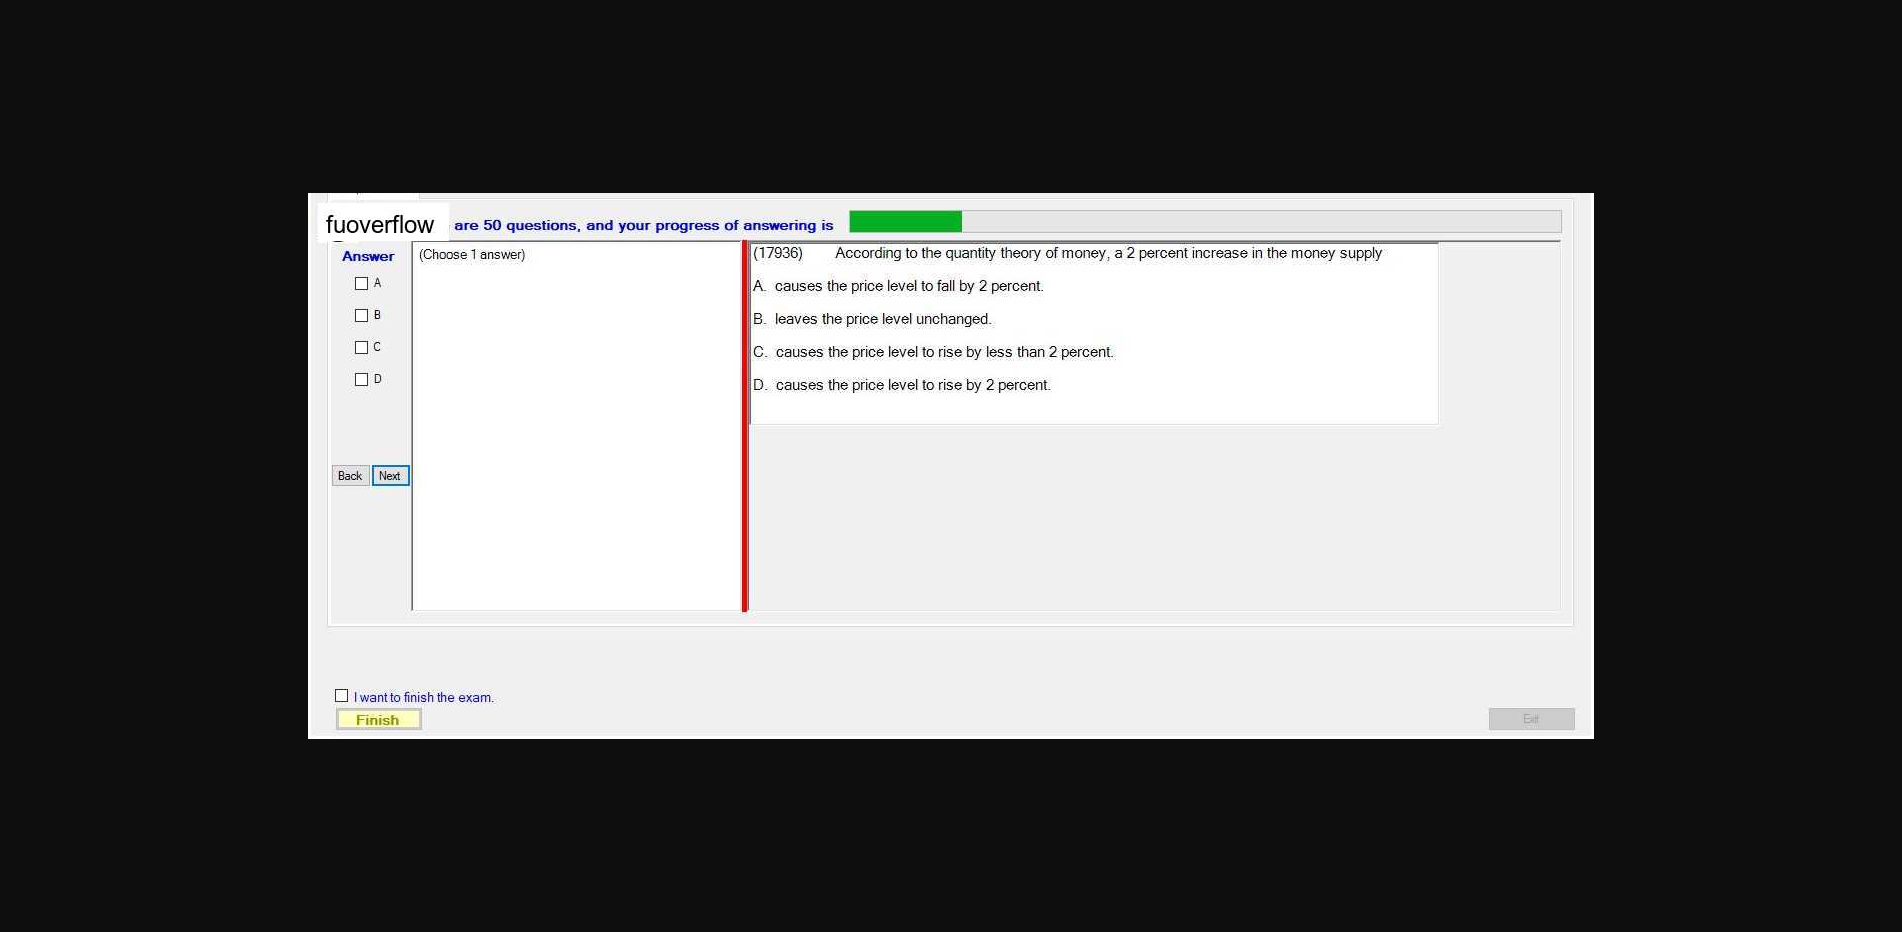 fuoverflow are 50 questions, and your progress of answering is
Answer
(Choose 1 answer)
A
B
C
D
Back Next
(17936) According to the quantity theory of money, a 2 percent increase in the money supply
A. causes the price level to fall by 2 percent.
B. leaves the price level unchanged.
C. causes the price level to rise by less than 2 percent.
D. causes the price level to rise by 2 percent.
I want to finish the exam.
Finish
Exit